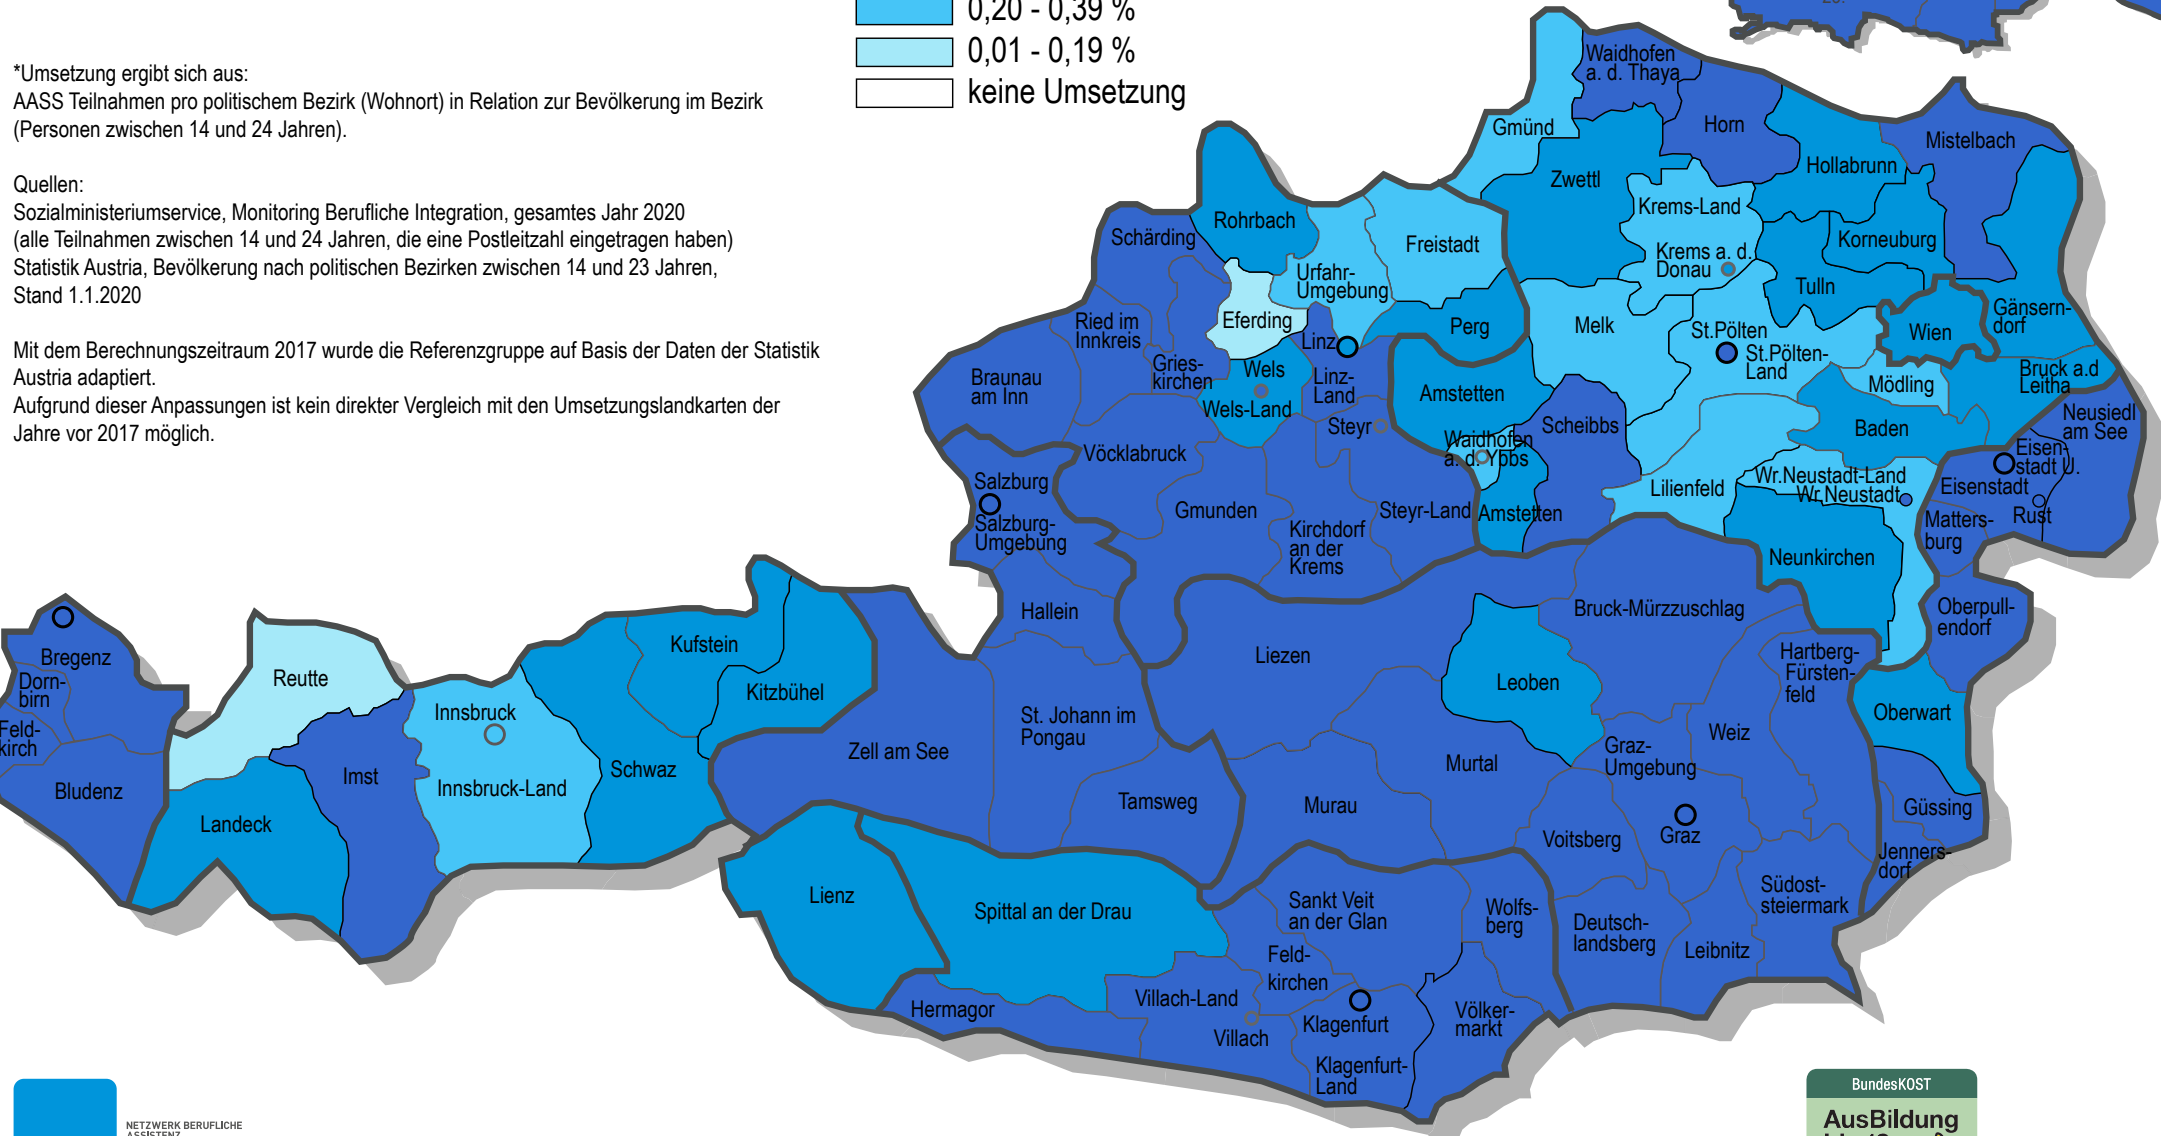 0,20 - 0,39 %
0,01 - 0,19 %
keine Umsetzung
*Umsetzung ergibt sich aus:
AASS Teilnahmen pro politischem Bezirk (Wohnort) in Relation zur Bevölkerung im Bezirk
(Personen zwischen 14 und 24 Jahren).
Quellen:
Sozialministeriumservice, Monitoring Berufliche Integration, gesamtes Jahr 2020
(alle Teilnahmen zwischen 14 und 24 Jahren, die eine Postleitzahl eingetragen haben)
Statistik Austria, Bevölkerung nach politischen Bezirken zwischen 14 und 23 Jahren,
Stand 1.1.2020
Mit dem Berechnungszeitraum 2017 wurde die Referenzgruppe auf Basis der Daten der Statistik
Austria adaptiert.
Aufgrund dieser Anpassungen ist kein direkter Vergleich mit den Umsetzungslandkarten der
Jahre vor 2017 möglich.
Waidhofen
a. d. Thaya
Gmünd
Horn
Mistelbach
Hollabrunn
Zwettl
Krems-Land
Rohrbach
Schärding
Freistadt
Korneuburg
Krems a. d.
Donau
Urfahr-
Umgebung
Tulln
Eferding
Perg
Melk
Gänsern-
dorf
Wien
Ried im
Innkreis
St.Pölten
St.Pölten-
Land
Linz
Gries-
kirchen
Wels
Linz-
Land
Braunau
am Inn
Amstetten
Mödling
Bruck a.d
Leitha
Wels-Land
Steyr
Scheibbs
Baden
Neusiedl
am See
Waidhofen
a. d. Ybbs
Vöcklabruck
Eisen-
stadt U.
Salzburg
Wr.Neustadt-Land
Wr.Neustadt
Lilienfeld
Eisenstadt
Gmunden
Steyr-Land
Amstetten
Matters-
burg
Rust
Salzburg-
Umgebung
Kirchdorf
an der
Krems
Neunkirchen
Hallein
Bruck-Mürzzuschlag
Oberpull-
endorf
Bregenz
Kufstein
Liezen
Hartberg-
Fürsten-
feld
Reutte
Dorn-
birn
Kitzbühel
Leoben
Innsbruck
St. Johann im
Pongau
Oberwart
Feld-
kirch
Zell am See
Weiz
Graz-
Umgebung
Murtal
Schwaz
Imst
Innsbruck-Land
Bludenz
Tamsweg
Murau
Güssing
Landeck
Voitsberg
Graz
Jenners-
dorf
Lienz
Spittal an der Drau
Sankt Veit
an der Glan
Wolfs-
berg
Südost-
steiermark
Deutsch-
landsberg
Leibnitz
Feld-
kirchen
Villach-Land
Hermagor
Villach
Klagenfurt
Völker-
markt
Klagenfurt-
Land
NETZWERK BERUFLICHE
ASSISTENZ
BundesKOST
AusBildung